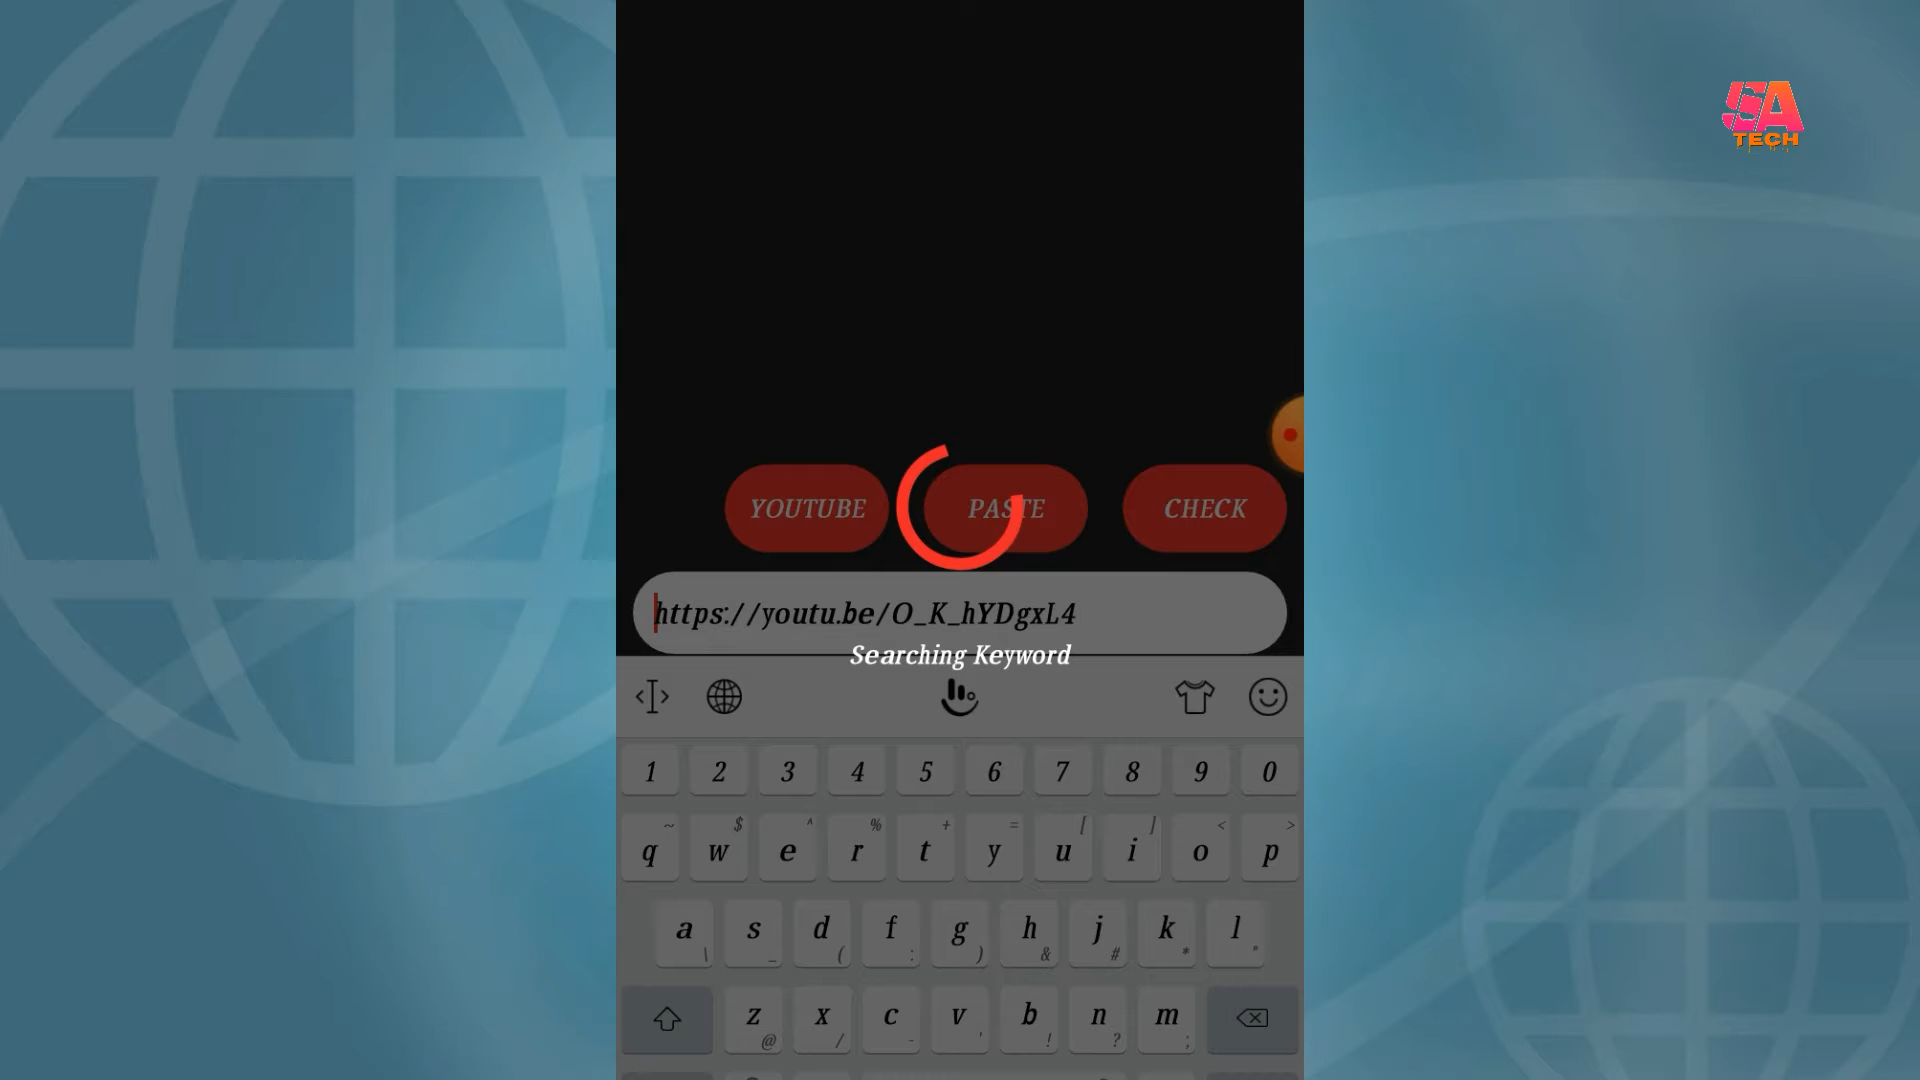 SA
TECH
YOUTUBE PASTE CHECK
https://youtu.be/O_K_hYDgxL4
Searching Keyword
1 2 3 4 5 6 7 8 9 0
~ $ ^ % + = [ ] < >
q w e r t y u i o p
a s d f g h j k l
\ _ ( : ) & # * "
z x c v b n m
@ / - ' ! ? ;